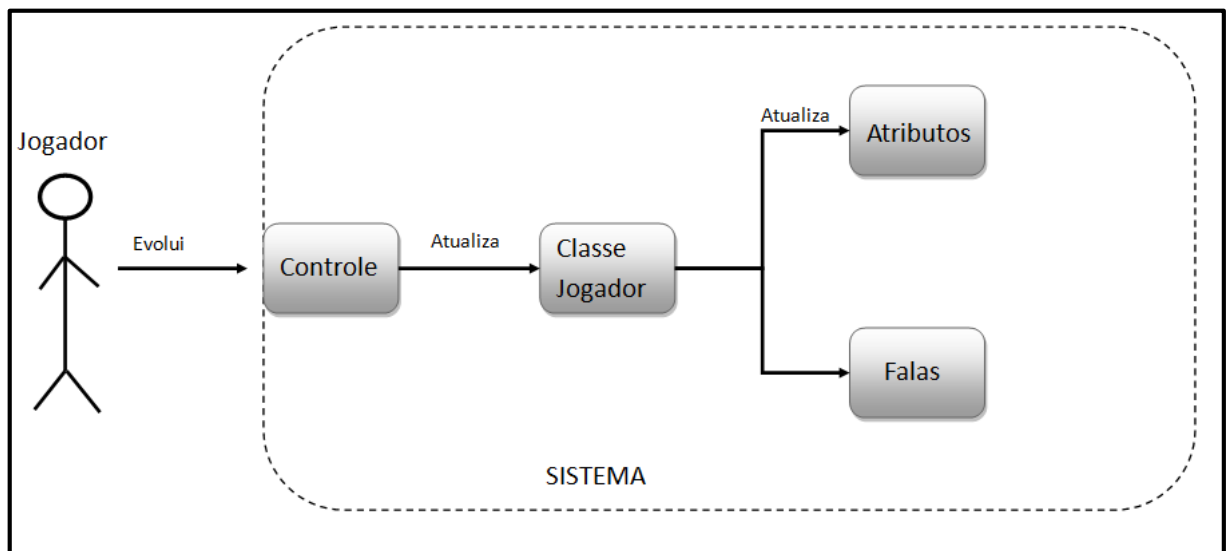 Jogador
Evolui
Controle
Atualiza
Classe
Jogador
Atualiza
Atributos
Falas
SISTEMA